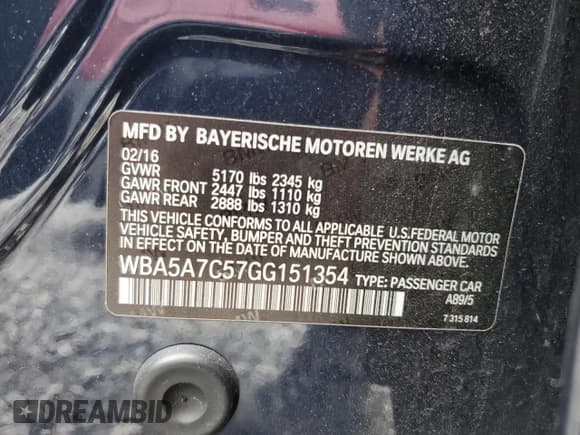 MFD BY BAYERISCHE MOTOREN WERKE AG
02/16
GVWR 5170 lbs 2345 kg
GAWR FRONT 2447 lbs 1110 kg
GAWR REAR 2888 lbs 1310 kg
THIS VEHICLE CONFORMS TO ALL APPLICABLE U.S.FEDERAL MOTOR
VEHICLE SAFETY, BUMPER AND THEFT PREVENTION STANDARDS
IN EFFECT ON THE DATE OF MANUFACTURE SHOWN ABOVE.
WBA5A7C57GG151354 TYPE: PASSENGER CAR
A89/5
7 315 814
DREAMBID